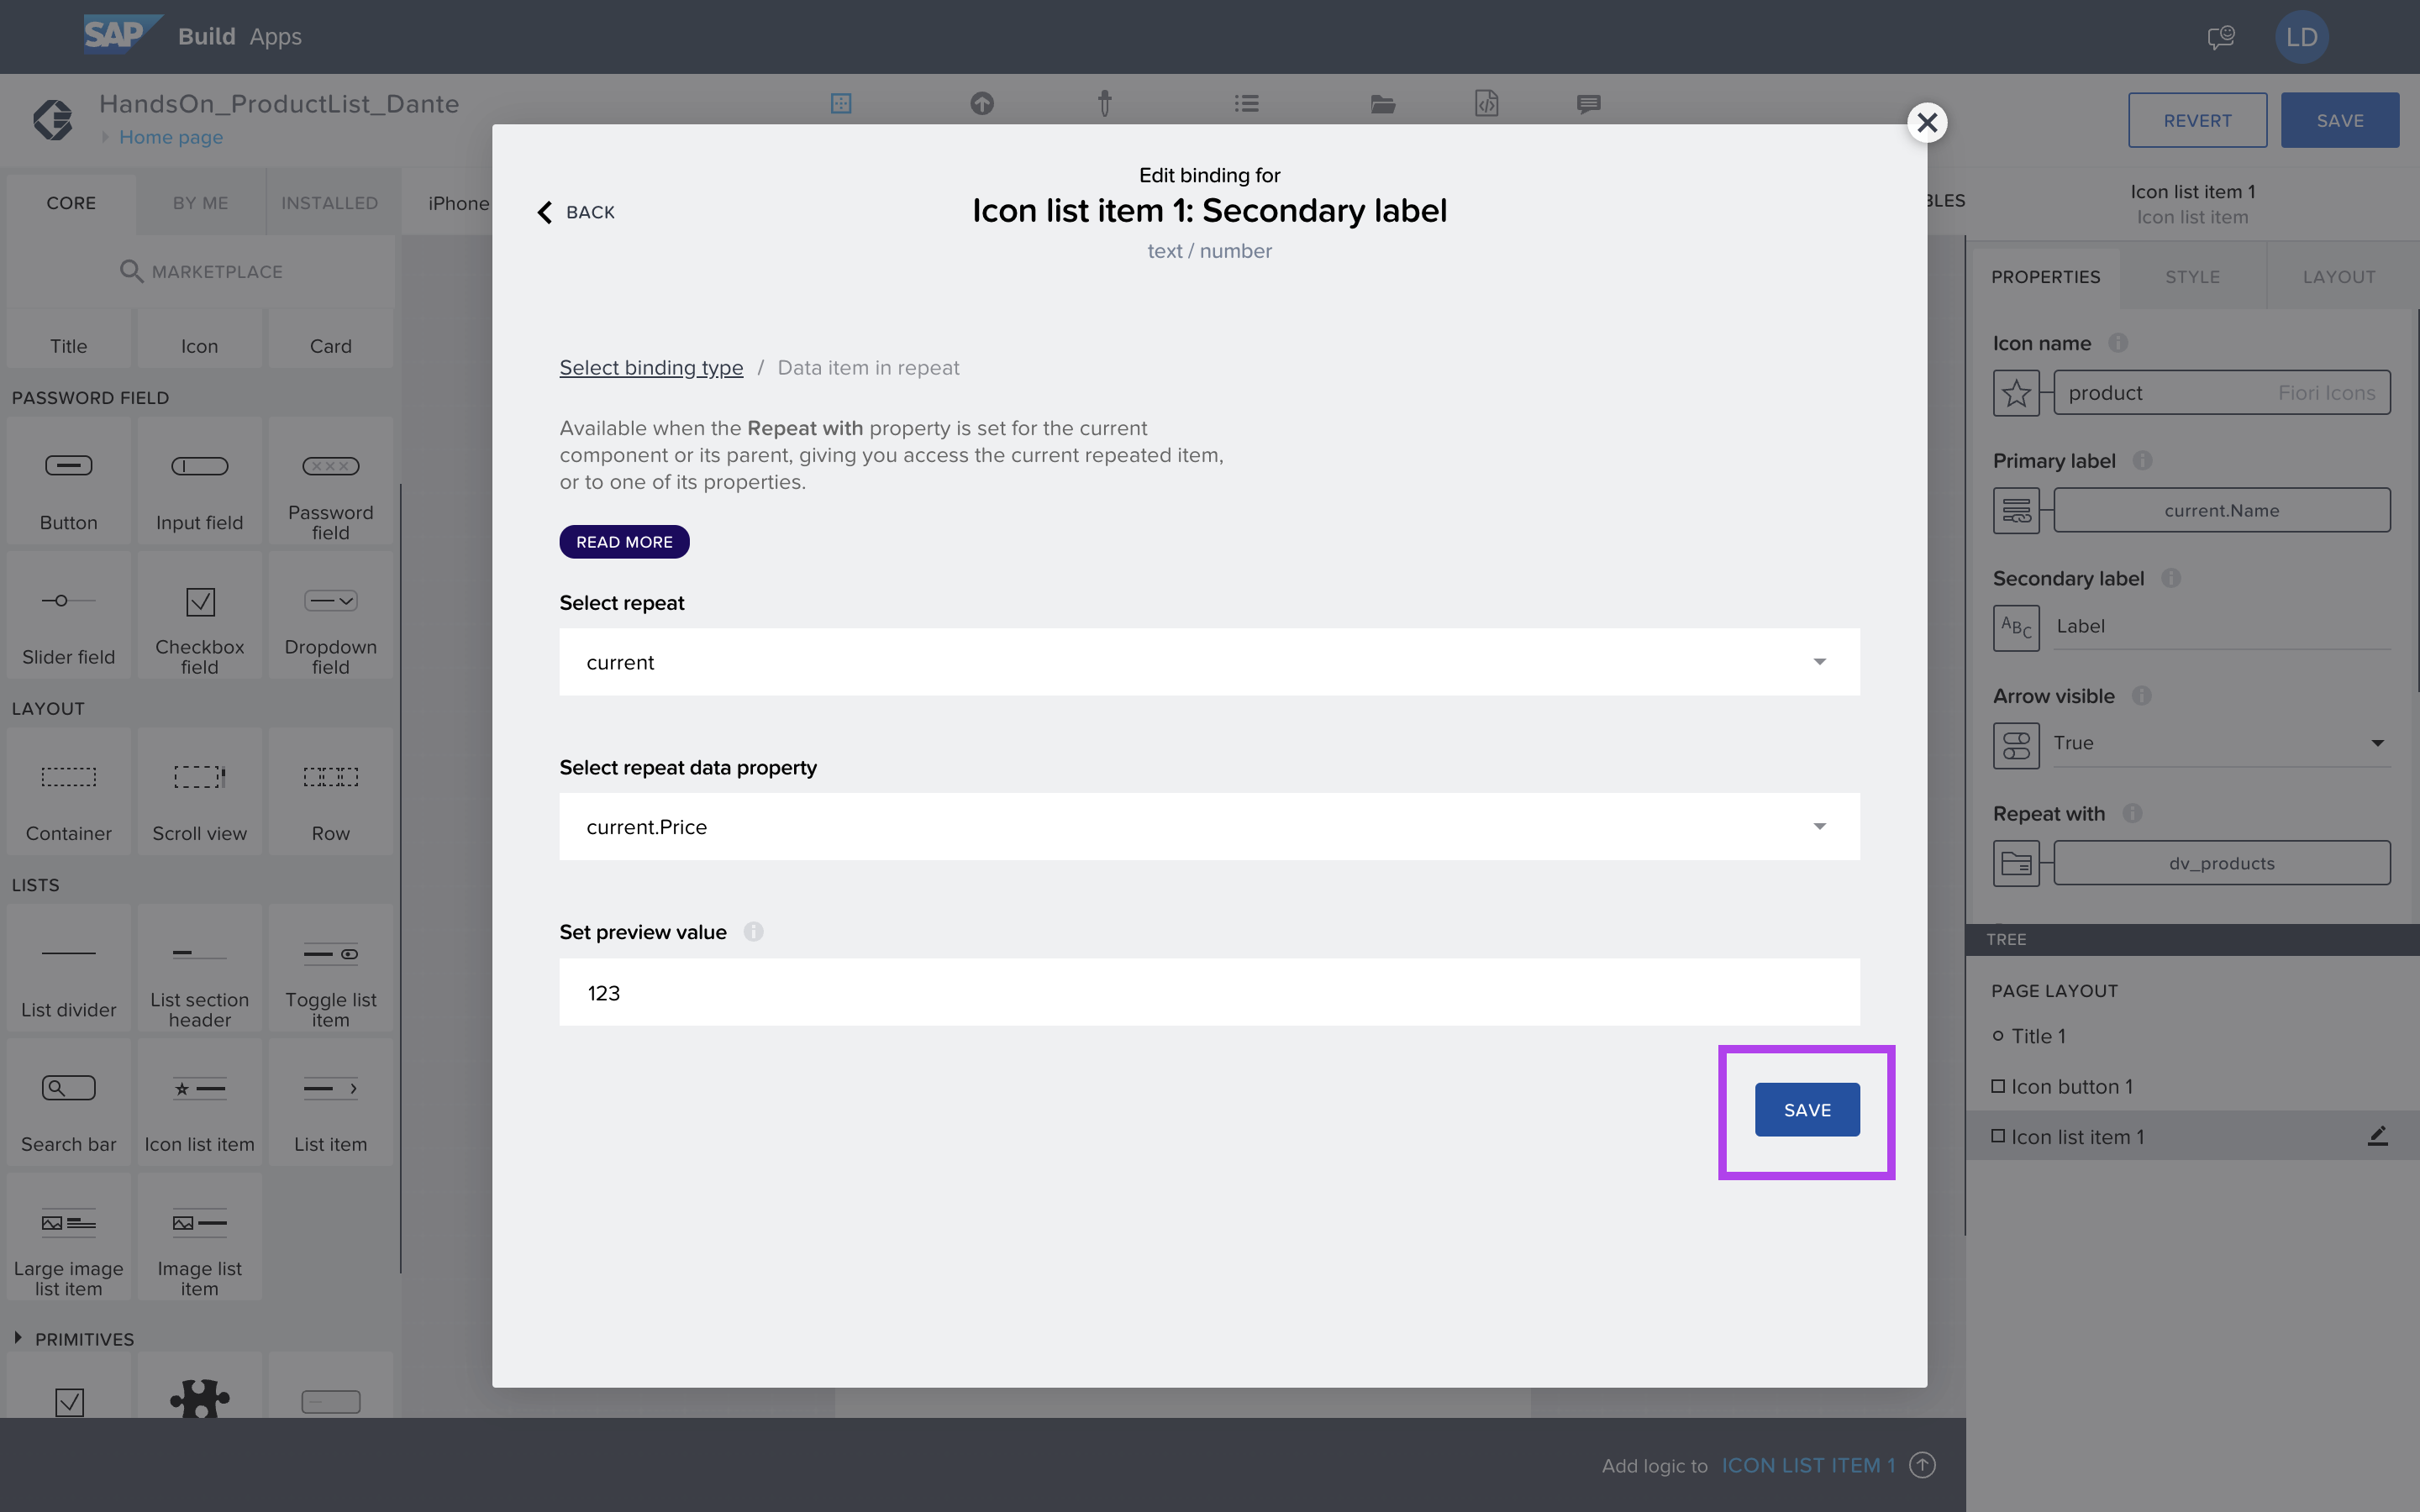 SAP Build Apps
LD
HandsOn_ProductList_Dante
Home page
REVERT
SAVE
CORE
BY ME
INSTALLED
iPhone
MARKETPLACE
Title
Icon
Card
PASSWORD FIELD
Button
Input field
Password
field
Slider field
Checkbox
field
Dropdown
field
LAYOUT
Container
Scroll view
Row
LISTS
List divider
List section
header
Toggle list
item
Search bar
Icon list item
List item
Large image
list item
Image list
item
PRIMITIVES
BACK
Edit binding for
Icon list item 1: Secondary label
text / number
Select binding type / Data item in repeat
Available when the Repeat with property is set for the current
component or its parent, giving you access the current repeated item,
or to one of its properties.
READ MORE
Select repeat
current
Select repeat data property
current.Price
Set preview value
123
SAVE
Add logic to ICON LIST ITEM 1
BLES
Icon list item 1
Icon list item
PROPERTIES
STYLE
LAYOUT
Icon name
product
Fiori Icons
Primary label
current.Name
Secondary label
ABC
Label
Arrow visible
True
Repeat with
dv_products
TREE
PAGE LAYOUT
Title 1
Icon button 1
Icon list item 1